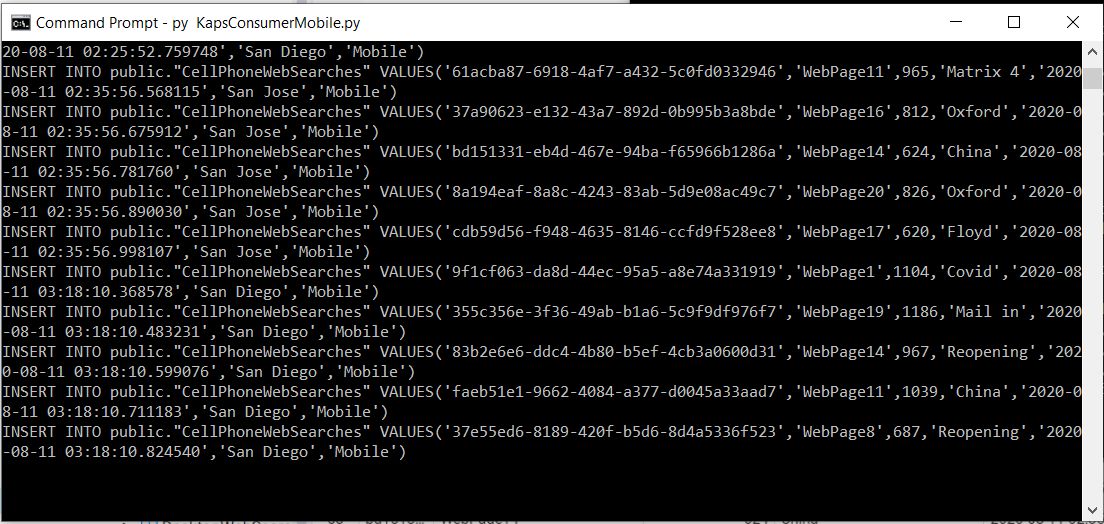 Command Prompt - py  KapsConsumerMobile.py
20-08-11 02:25:52.759748','San Diego','Mobile')
INSERT INTO public."CellPhoneWebSearches" VALUES('61acba87-6918-4af7-a432-5c0fd0332946','WebPage11',965,'Matrix 4','2020
-08-11 02:35:56.568115','San Jose','Mobile')
INSERT INTO public."CellPhoneWebSearches" VALUES('37a90623-e132-43a7-892d-0b995b3a8bde','WebPage16',812,'Oxford','2020-0
8-11 02:35:56.675912','San Jose','Mobile')
INSERT INTO public."CellPhoneWebSearches" VALUES('bd151331-eb4d-467e-94ba-f65966b1286a','WebPage14',624,'China','2020-08
-11 02:35:56.781760','San Jose','Mobile')
INSERT INTO public."CellPhoneWebSearches" VALUES('8a194eaf-8a8c-4243-83ab-5d9e08ac49c7','WebPage20',826,'Oxford','2020-0
8-11 02:35:56.890030','San Jose','Mobile')
INSERT INTO public."CellPhoneWebSearches" VALUES('cdb59d56-f948-4635-8146-ccfd9f528ee8','WebPage17',620,'Floyd','2020-08
-11 02:35:56.998107','San Jose','Mobile')
INSERT INTO public."CellPhoneWebSearches" VALUES('9f1cf063-da8d-44ec-95a5-a8e74a331919','WebPage1',1104,'Covid','2020-08
-11 03:18:10.368578','San Diego','Mobile')
INSERT INTO public."CellPhoneWebSearches" VALUES('355c356e-3f36-49ab-b1a6-5c9f9df976f7','WebPage19',1186,'Mail in','2020
-08-11 03:18:10.483231','San Diego','Mobile')
INSERT INTO public."CellPhoneWebSearches" VALUES('83b2e6e6-ddc4-4b80-b5ef-4cb3a0600d31','WebPage14',967,'Reopening','202
0-08-11 03:18:10.599076','San Diego','Mobile')
INSERT INTO public."CellPhoneWebSearches" VALUES('faeb51e1-9662-4084-a377-d0045a33aad7','WebPage11',1039,'China','2020-0
8-11 03:18:10.711183','San Diego','Mobile')
INSERT INTO public."CellPhoneWebSearches" VALUES('37e55ed6-8189-420f-b5d6-8d4a5336f523','WebPage8',687,'Reopening','2020
-08-11 03:18:10.824540','San Diego','Mobile')